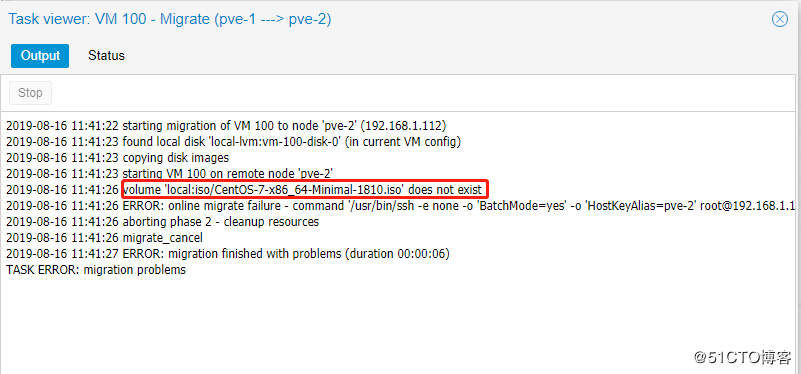 Task viewer: VM 100 - Migrate (pve-1 ---> pve-2)
Output Status
Stop
2019-08-16 11:41:22 starting migration of VM 100 to node 'pve-2' (192.168.1.112)
2019-08-16 11:41:23 found local disk 'local-lvm:vm-100-disk-0' (in current VM config)
2019-08-16 11:41:23 copying disk images
2019-08-16 11:41:23 starting VM 100 on remote node 'pve-2'
2019-08-16 11:41:26 volume 'local:iso/CentOS-7-x86_64-Minimal-1810.iso' does not exist
2019-08-16 11:41:26 ERROR: online migrate failure - command '/usr/bin/ssh -e none -o 'BatchMode=yes' -o 'HostKeyAlias=pve-2' root@192.168.1.1
2019-08-16 11:41:26 aborting phase 2 - cleanup resources
2019-08-16 11:41:26 migrate_cancel
2019-08-16 11:41:27 ERROR: migration finished with problems (duration 00:00:06)
TASK ERROR: migration problems
@51CTO博客